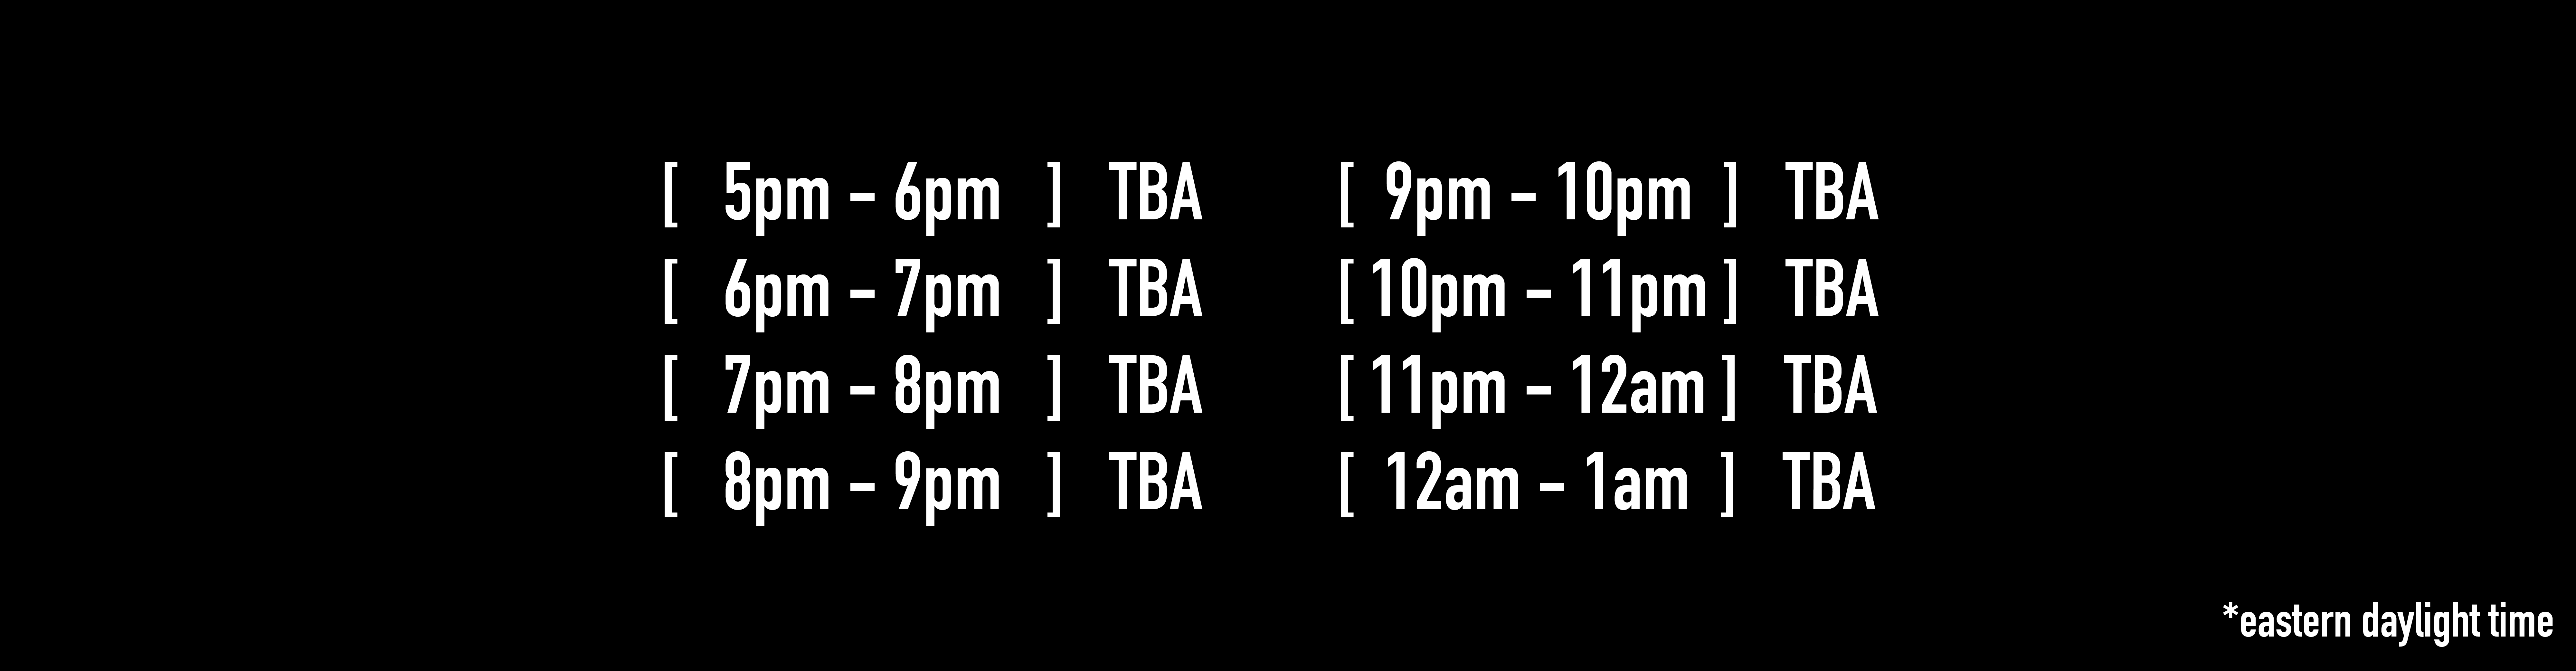 [ 5pm – 6pm ] TBA
[ 6pm – 7pm ] TBA
[ 7pm – 8pm ] TBA
[ 8pm – 9pm ] TBA
[ 9pm – 10pm ] TBA
[ 10pm – 11pm ] TBA
[ 11pm – 12am ] TBA
[ 12am – 1am ] TBA
*eastern daylight time